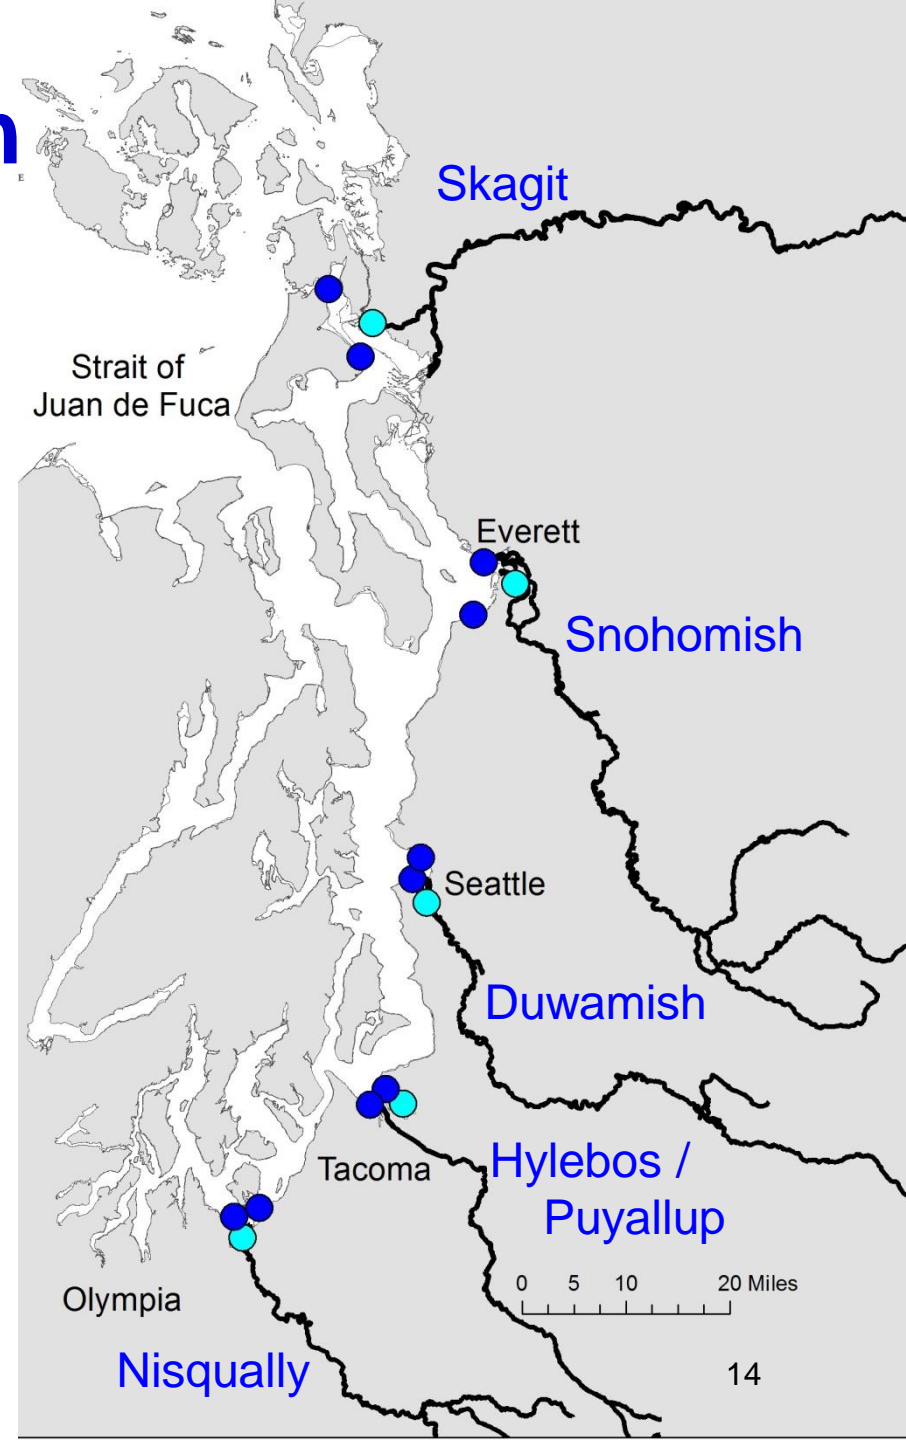 n
E
Skagit
Strait of
Juan de Fuca
Everett
Snohomish
Seattle
Duwamish
Hylebos /
Puyallup
Tacoma
0 5 10 20 Miles
Olympia
Nisqually
14